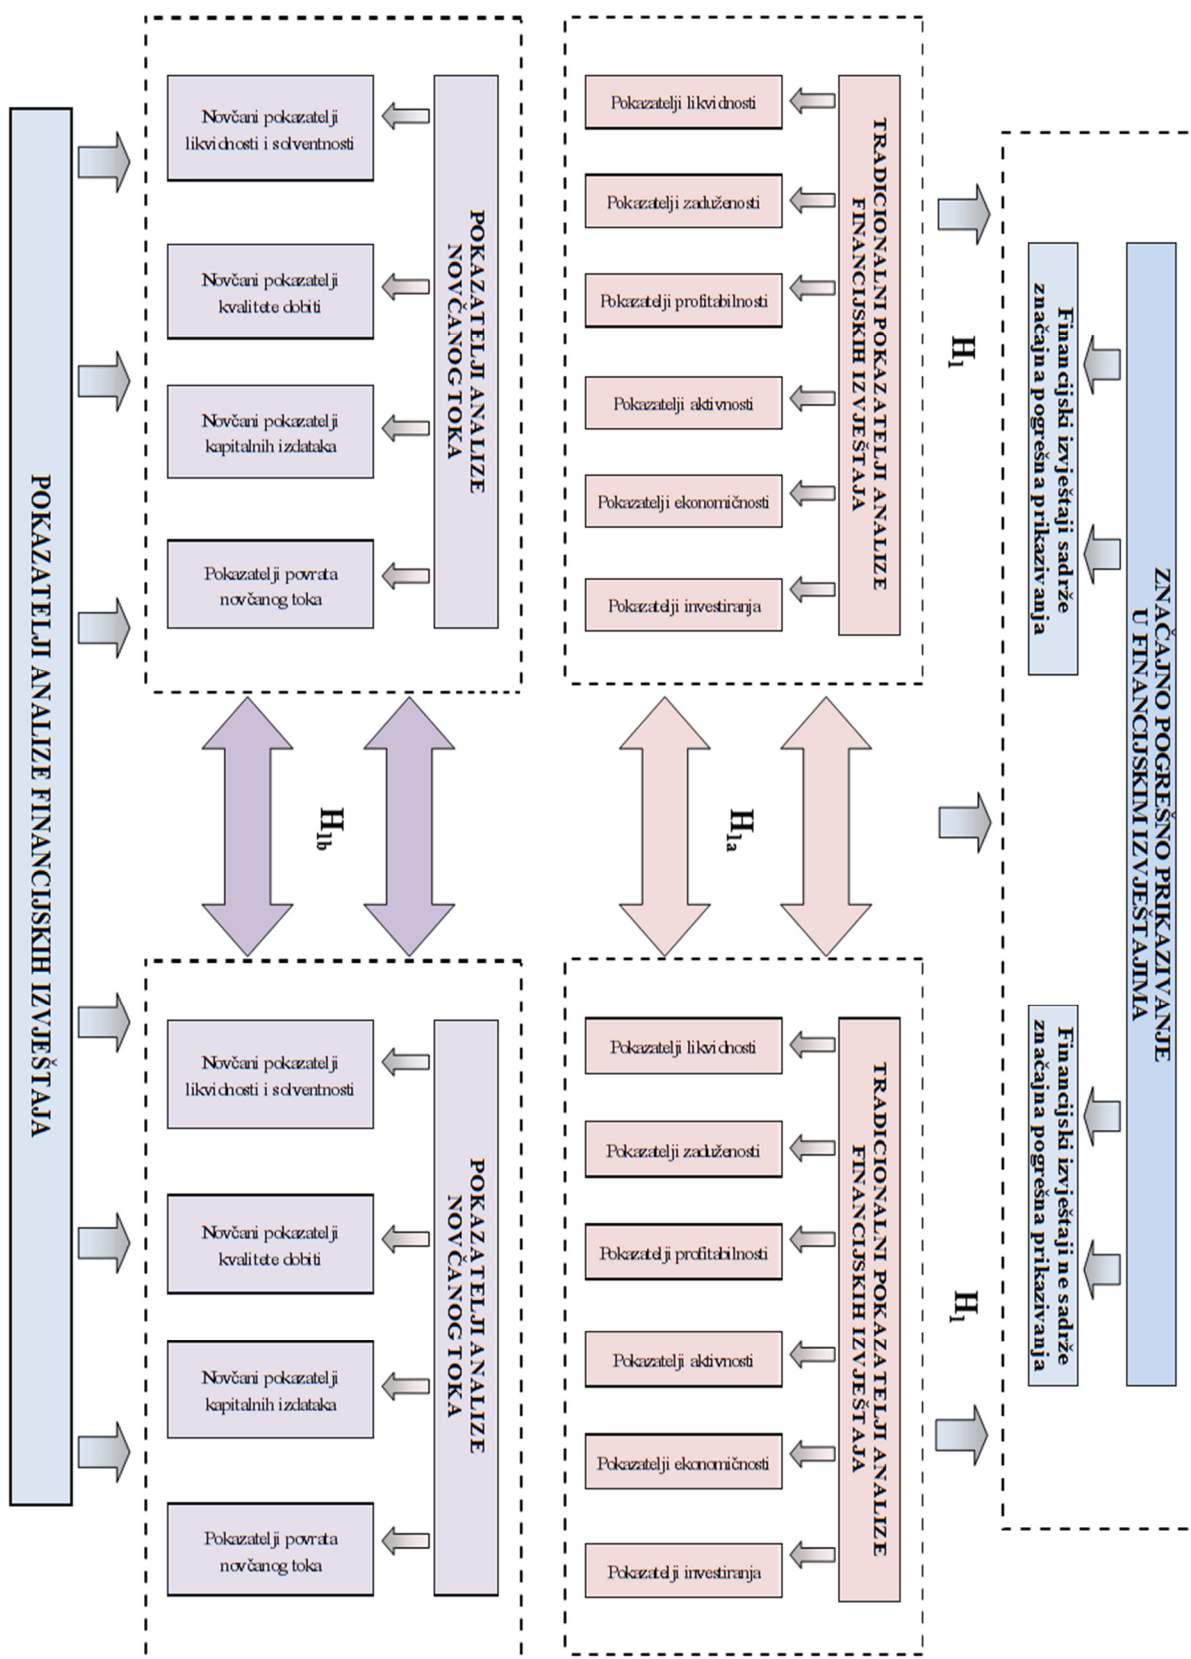 ZNAČAJNO POGREŠNO PRIKAZIVANJE
U FINANCIJSKIM IZVJEŠTAJIMA
Financijski izvještaji sadrže
značajna pogrešna prikazivanja
Financijski izvještaji ne sadrže
značajna pogrešna prikazivanja
H1
H1
TRADICIONALNI POKAZATELJI ANALIZE
FINANCIJSKIH IZVJEŠTAJA
Pokazatelji likvidnosti
Pokazatelji zaduženosti
Pokazatelji profitabilnosti
Pokazatelji aktivnosti
Pokazatelji ekonomičnosti
Pokazatelji investiranja
H1a
TRADICIONALNI POKAZATELJI ANALIZE
FINANCIJSKIH IZVJEŠTAJA
Pokazatelji likvidnosti
Pokazatelji zaduženosti
Pokazatelji profitabilnosti
Pokazatelji aktivnosti
Pokazatelji ekonomičnosti
Pokazatelji investiranja
POKAZATELJI ANALIZE
NOVČANOG TOKA
Novčani pokazatelji
likvidnosti i solventnosti
Novčani pokazatelji
kvalitete dobiti
Novčani pokazatelji
kapitalnih izdataka
Pokazatelji povrata
novčanog toka
H1b
POKAZATELJI ANALIZE
NOVČANOG TOKA
Novčani pokazatelji
likvidnosti i solventnosti
Novčani pokazatelji
kvalitete dobiti
Novčani pokazatelji
kapitalnih izdataka
Pokazatelji povrata
novčanog toka
POKAZATELJI ANALIZE FINANCIJSKIH IZVJEŠTAJA